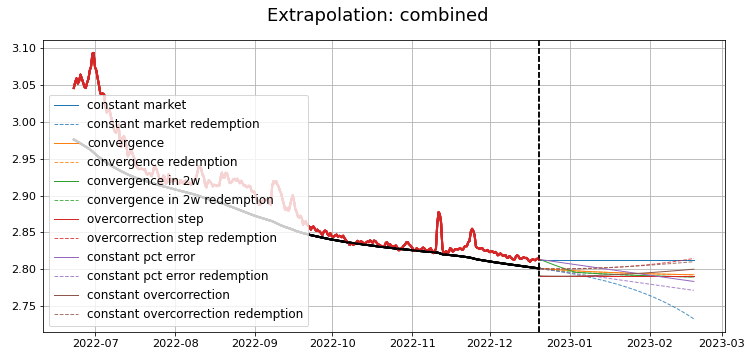 Extrapolation: combined
3.10
3.05
3.00
2.95
2.90
2.85
2.80
2.75
constant market
constant market redemption
convergence
convergence redemption
convergence in 2w
convergence in 2w redemption
overcorrection step
overcorrection step redemption
constant pct error
constant pct error redemption
constant overcorrection
constant overcorrection redemption
2022-07 2022-08 2022-09 2022-10 2022-11 2022-12 2023-01 2023-02 2023-03